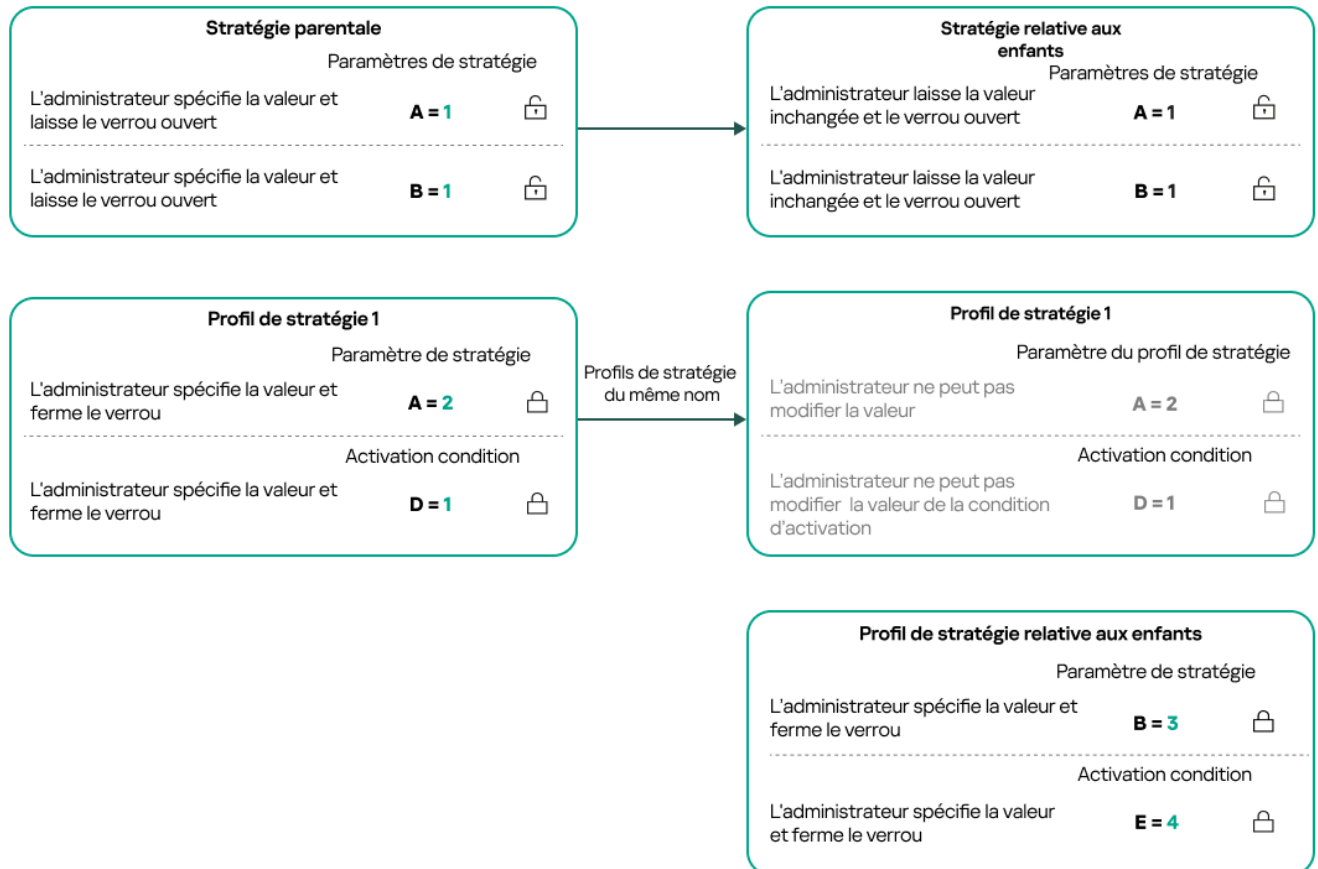 Stratégie parentale
Paramètres de stratégie
L'administrateur spécifie la valeur et
laisse le verrou ouvert
A = 1
L'administrateur spécifie la valeur et
laisse le verrou ouvert
B = 1
Stratégie relative aux
enfants
Paramètres de stratégie
L'administrateur laisse la valeur
inchangée et le verrou ouvert
A = 1
L'administrateur laisse la valeur
inchangée et le verrou ouvert
B = 1
Profil de stratégie 1
Paramètre de stratégie
L'administrateur spécifie la valeur et
ferme le verrou
A = 2
Activation condition
L'administrateur spécifie la valeur et
ferme le verrou
D = 1
Profils de stratégie
du même nom
Profil de stratégie 1
Paramètre du profil de stratégie
L'administrateur ne peut pas
modifier la valeur
A = 2
Activation condition
L'administrateur ne peut pas
modifier la valeur de la condition
d'activation
D = 1
Profil de stratégie relative aux enfants
Paramètre de stratégie
L'administrateur spécifie la valeur et
ferme le verrou
B = 3
Activation condition
L'administrateur spécifie la valeur
et ferme le verrou
E = 4